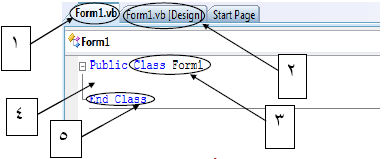 Form1.vb Form1.vb [Design] Start Page
١
Form1
٢
Public Class Form1
٤
End Class
٣
٥